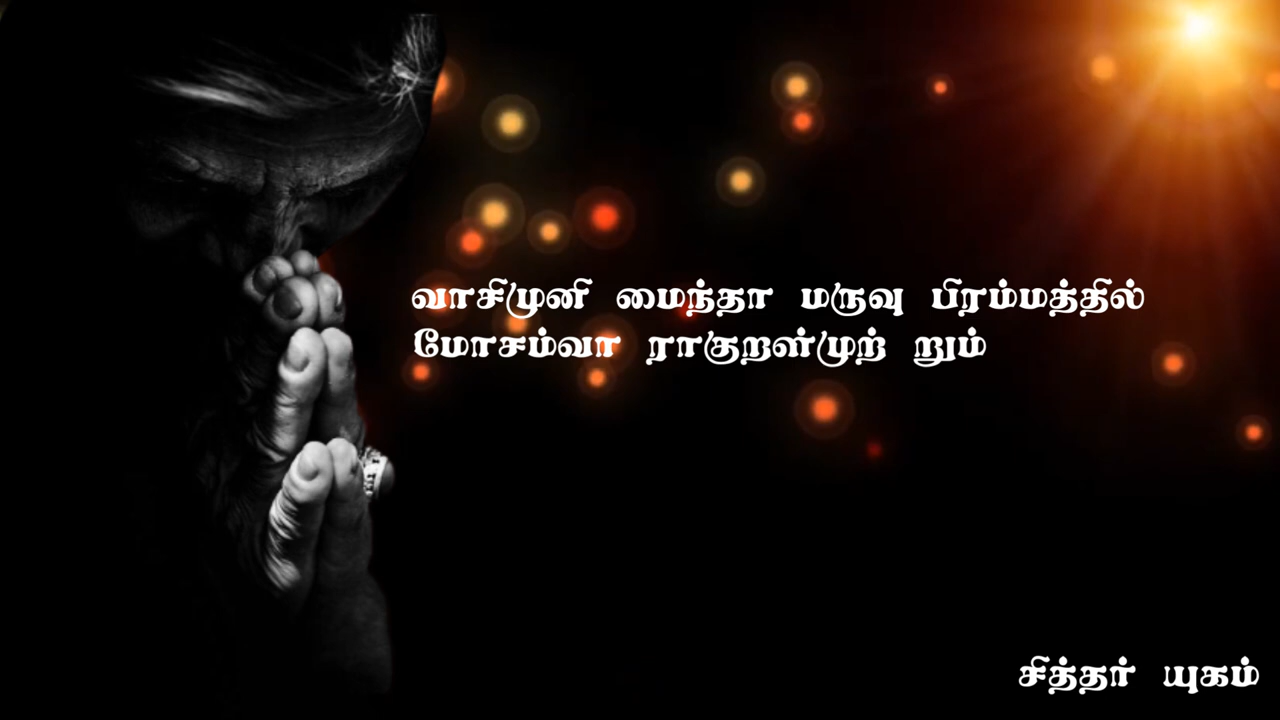 வாசிமுனி மைந்தா மருவு பிரம்மத்தில்
மோசம்வா ராகுறள்முற் றும்
சித்தர் யுகம்